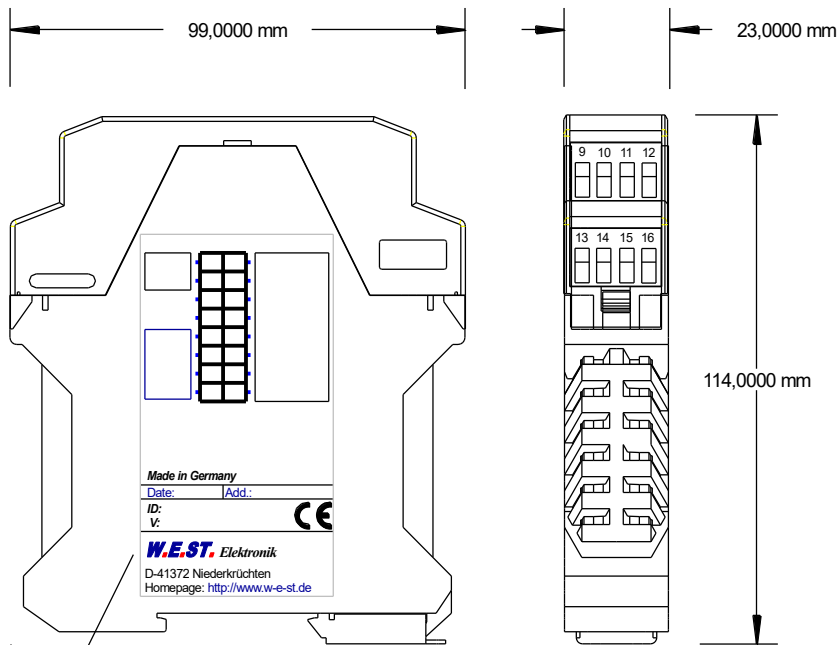 99,0000 mm
23,0000 mm
9 10 11 12
13 14 15 16
114,0000 mm
Made in Germany
Date: Add.:
ID:
V:
CE
W.E.ST. Elektronik
D-41372 Niederkrüchten
Homepage: http://www.w-e-st.de